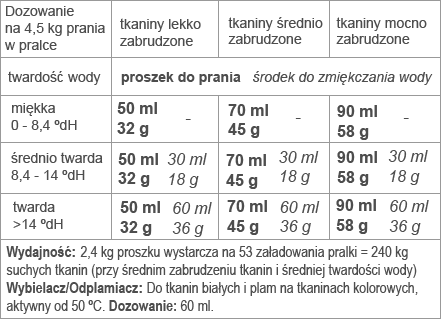 Dozowanie
na 4,5 kg prania
w pralce
tkaniny lekko
zabrudzone
tkaniny średnio
zabrudzone
tkaniny mocno
zabrudzone
twardość wody
proszek do prania środek do zmiękczania wody
miękka
0 - 8,4 ºdH
50 ml -
32 g
70 ml -
45 g
90 ml -
58 g
średnio twarda
8,4 - 14 ºdH
50 ml 30 ml
32 g 18 g
70 ml 30 ml
45 g 18 g
90 ml 30 ml
58 g 18 g
twarda
>14 ºdH
50 ml 60 ml
32 g 36 g
70 ml 60 ml
45 g 36 g
90 ml 60 ml
58 g 36 g
Wydajność: 2,4 kg proszku wystarcza na 53 załadowania pralki = 240 kg
suchych tkanin (przy średnim zabrudzeniu tkanin i średniej twardości wody)
Wybielacz/Odplamiacz: Do tkanin białych i plam na tkaninach kolorowych,
aktywny od 50 ºC. Dozowanie: 60 ml.